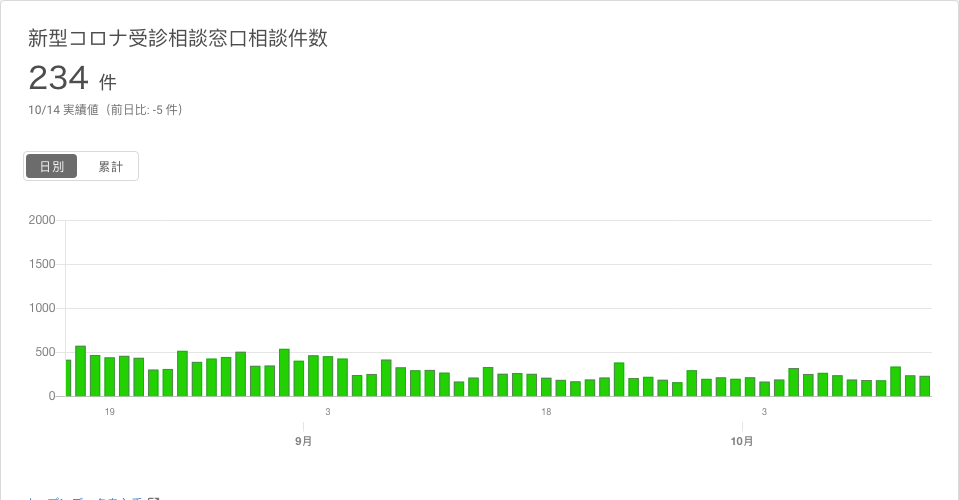 新型コロナ受診相談窓口相談件数
234 件
10/14 実績値（前日比: -5 件）
日別 累計
2000
1500
1000
500
0
19 3 18 3
9月 10月